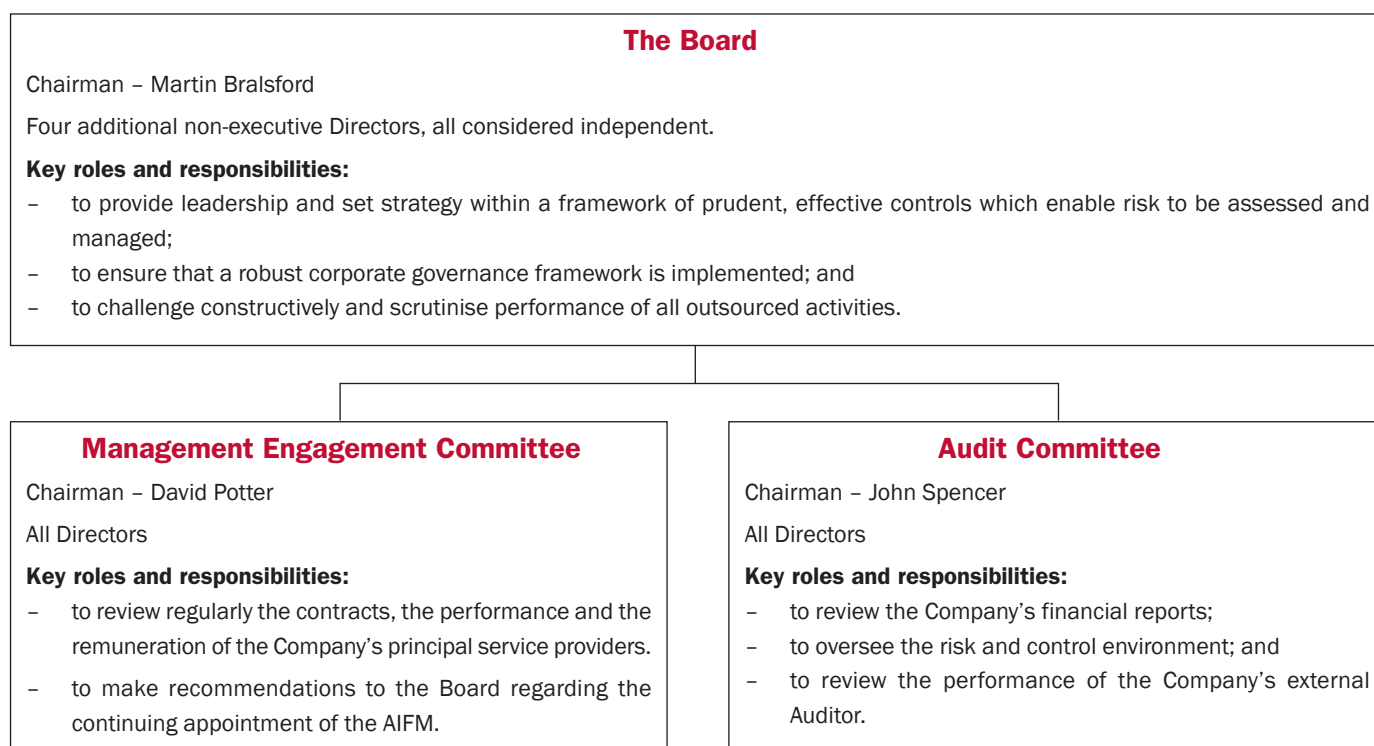 The Board
Chairman – Martin Bralsford
Four additional non-executive Directors, all considered independent.
Key roles and responsibilities:
– to provide leadership and set strategy within a framework of prudent, effective controls which enable risk to be assessed and
managed;
– to ensure that a robust corporate governance framework is implemented; and
– to challenge constructively and scrutinise performance of all outsourced activities.
Management Engagement Committee
Chairman – David Potter
All Directors
Key roles and responsibilities:
– to review regularly the contracts, the performance and the
remuneration of the Company’s principal service providers.
– to make recommendations to the Board regarding the
continuing appointment of the AIFM.
Audit Committee
Chairman – John Spencer
All Directors
Key roles and responsibilities:
– to review the Company’s financial reports;
– to oversee the risk and control environment; and
– to review the performance of the Company’s external
Auditor.